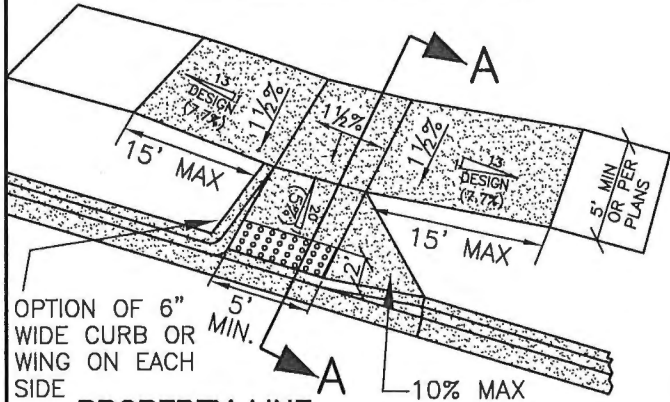 A
13
DESIGN
(7.7%)
1½%
1½%
1½%
13
DESIGN
(7.7%)
15' MAX
5' MIN
OR PER
PLANS
20
(5%)
15' MAX
2'
5'
MIN.
OPTION OF 6"
WIDE CURB OR
WING ON EACH
SIDE
A
10% MAX